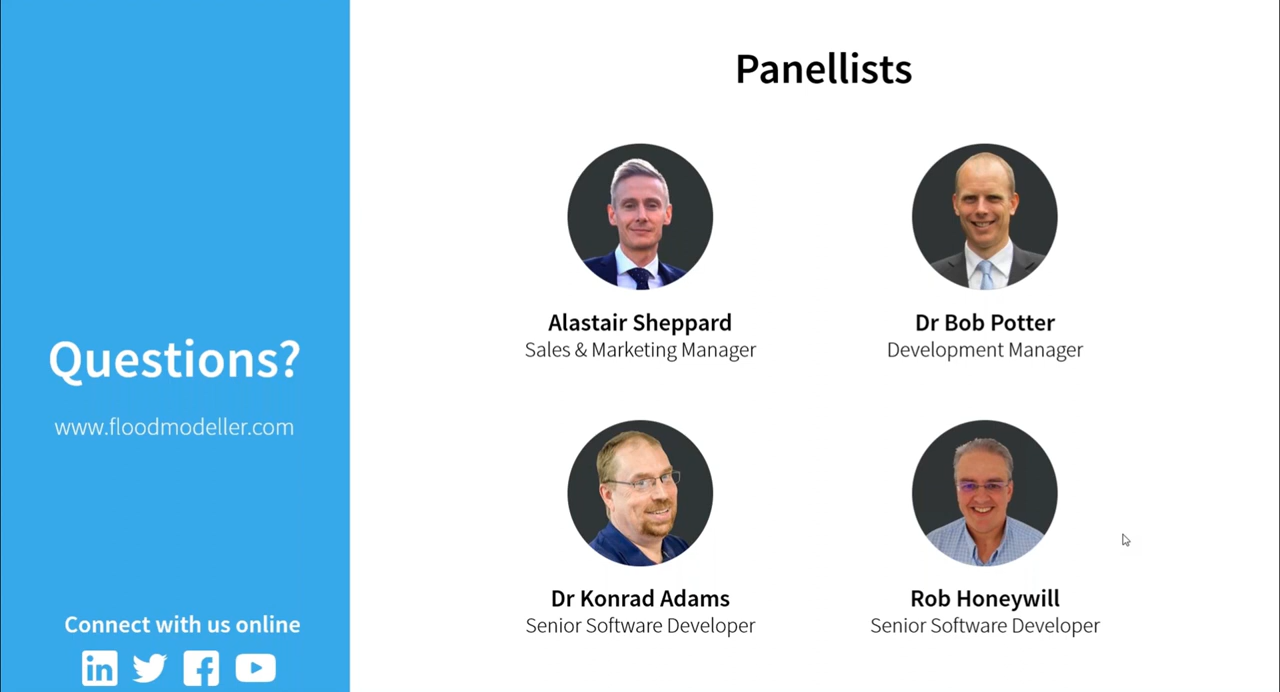 Panellists
Alastair Sheppard
Sales & Marketing Manager
Dr Bob Potter
Development Manager
Dr Konrad Adams
Senior Software Developer
Rob Honeywill
Senior Software Developer
Questions?
www.floodmodeller.com
Connect with us online
in